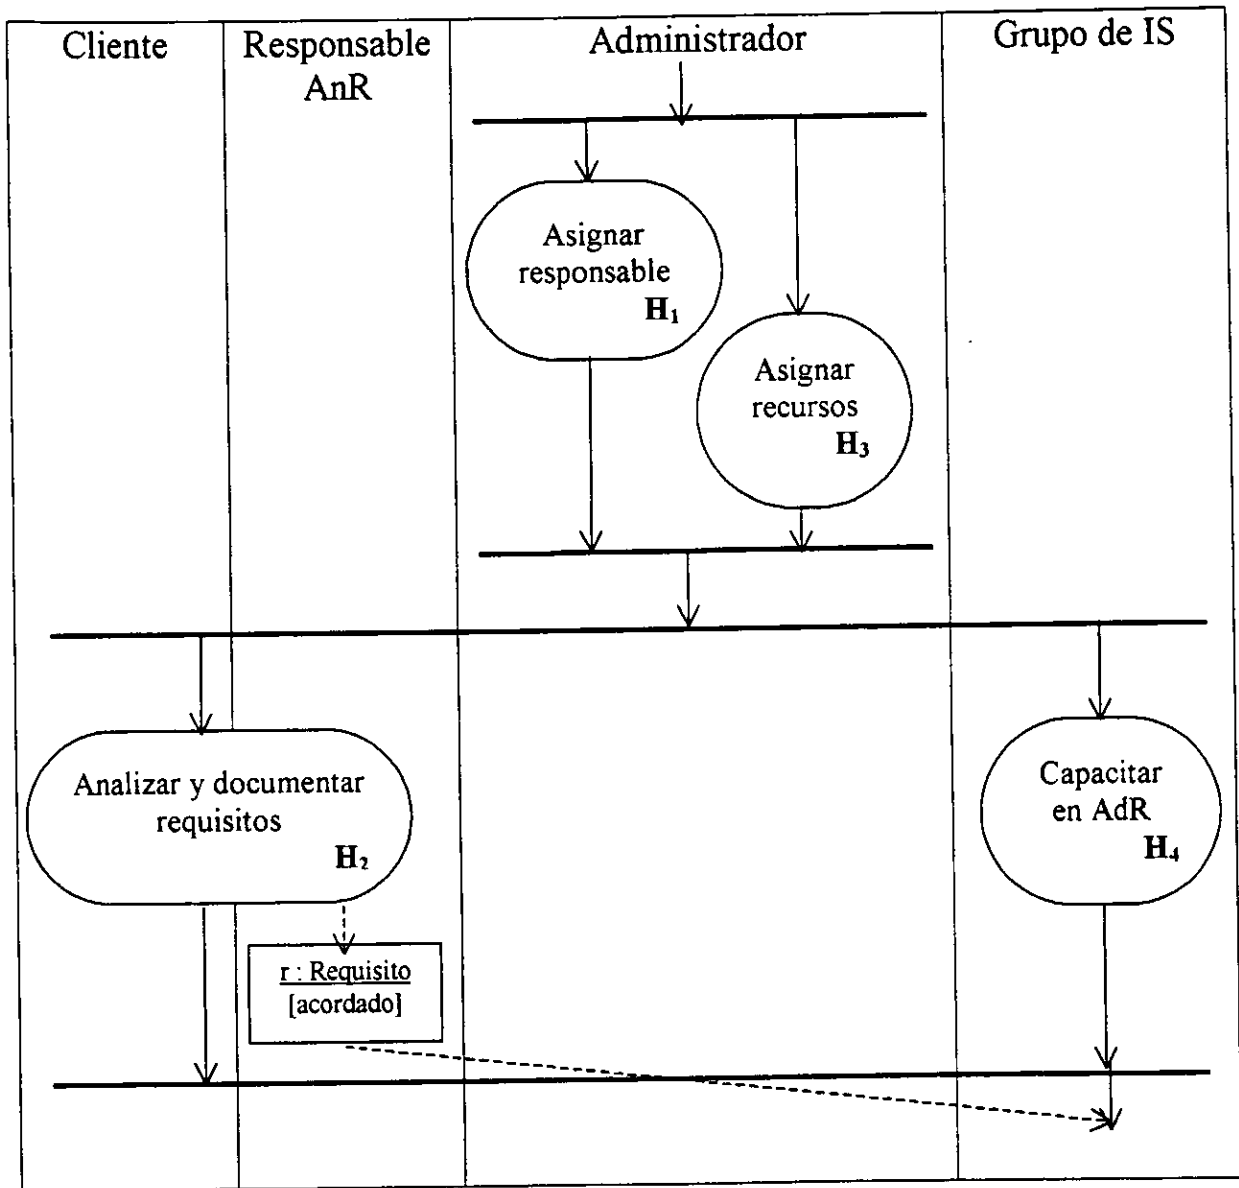 Cliente
Responsable
AnR
Administrador
Grupo de IS
Asignar
responsable
H₁
Asignar
recursos
H₃
Analizar y documentar
requisitos
H₂
Capacitar
en AdR
H₄
r : Requisito
[acordado]